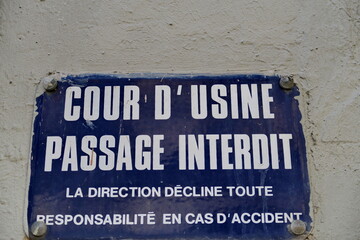 COUR D'USINE
PASSAGE INTERDIT
LA DIRECTION DÉCLINE TOUTE
RESPONSABILITÉ EN CAS D'ACCIDENT